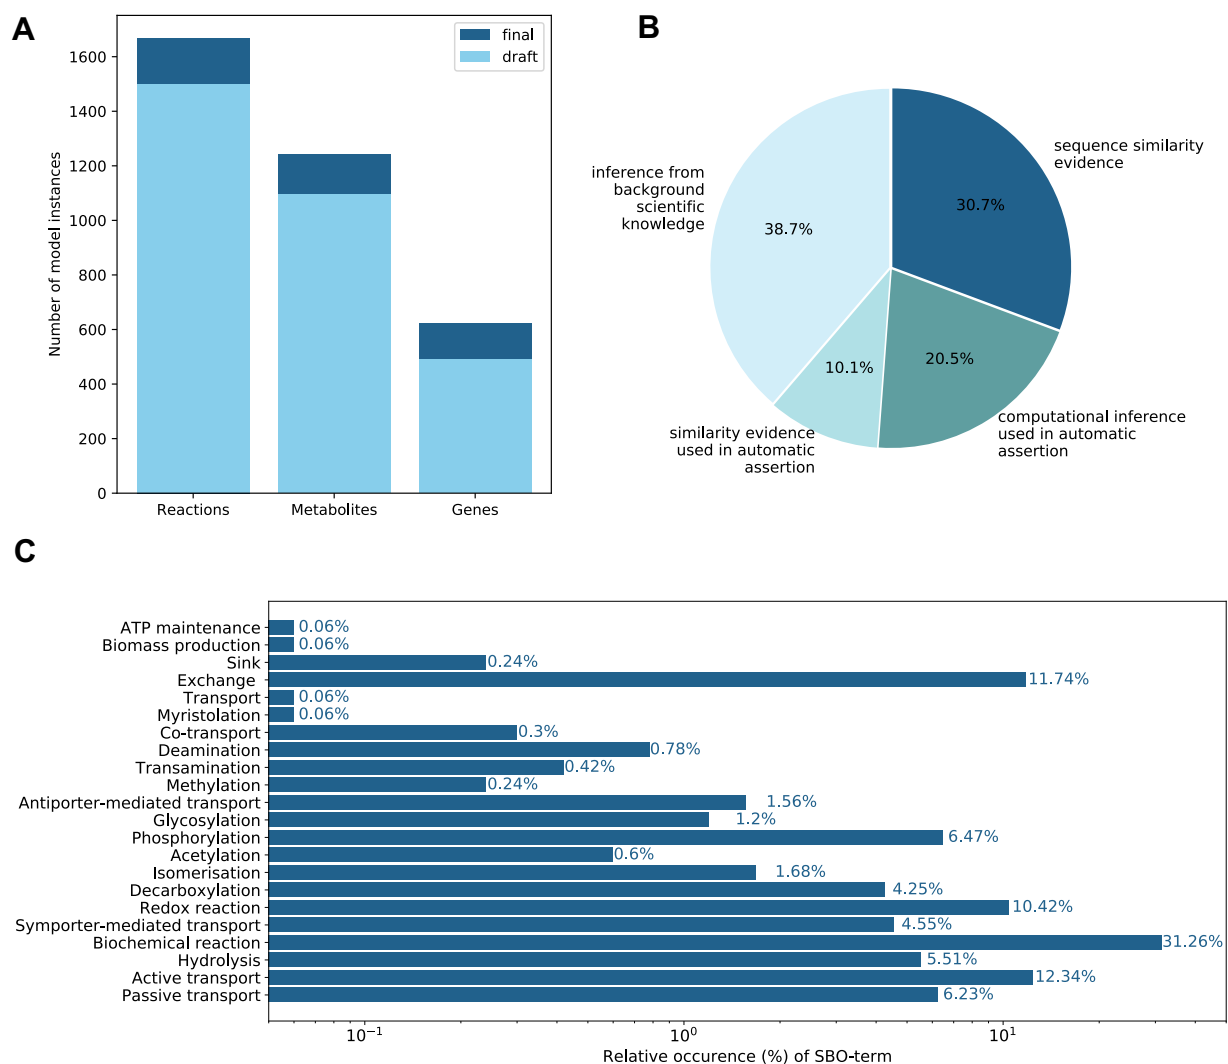 A
final
draft
1600
1400
1200
1000
800
600
400
200
0
Number of model instances
Reactions
Metabolites
Genes
B
sequence similarity
evidence
30.7%
inference from
background
scientific
knowledge
38.7%
10.1%
20.5%
similarity evidence
used in automatic
assertion
computational inference
used in automatic
assertion
C
ATP maintenance 0.06%
Biomass production 0.06%
Sink 0.24%
Exchange 11.74%
Transport 0.06%
Myristolation 0.06%
Co-transport 0.3%
Deamination 0.78%
Transamination 0.42%
Methylation 0.24%
Antiporter-mediated transport 1.56%
Glycosylation 1.2%
Phosphorylation 6.47%
Acetylation 0.6%
Isomerisation 1.68%
Decarboxylation 4.25%
Redox reaction 10.42%
Symporter-mediated transport 4.55%
Biochemical reaction 31.26%
Hydrolysis 5.51%
Active transport 12.34%
Passive transport 6.23%
10⁻¹ 10⁰ 10¹
Relative occurence (%) of SBO-term